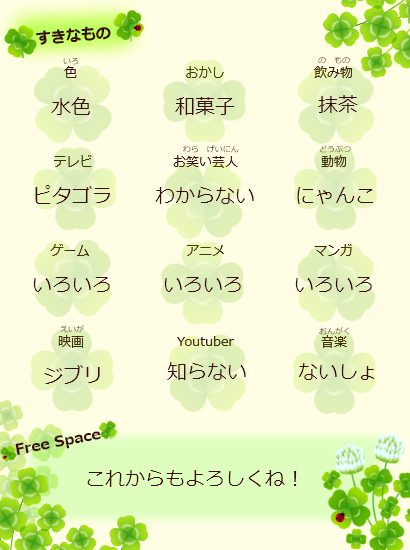 すきなもの
いろ
色
おかし
の もの
飲み物
水色
和菓子
抹茶
テレビ
わら げいにん
お笑い芸人
どうぶつ
動物
ピタゴラ
わからない
にゃんこ
ゲーム
アニメ
マンガ
いろいろ
いろいろ
いろいろ
えいが
映画
Youtuber
おんがく
音楽
ジブリ
知らない
ないしょ
Free Space
これからもよろしくね！